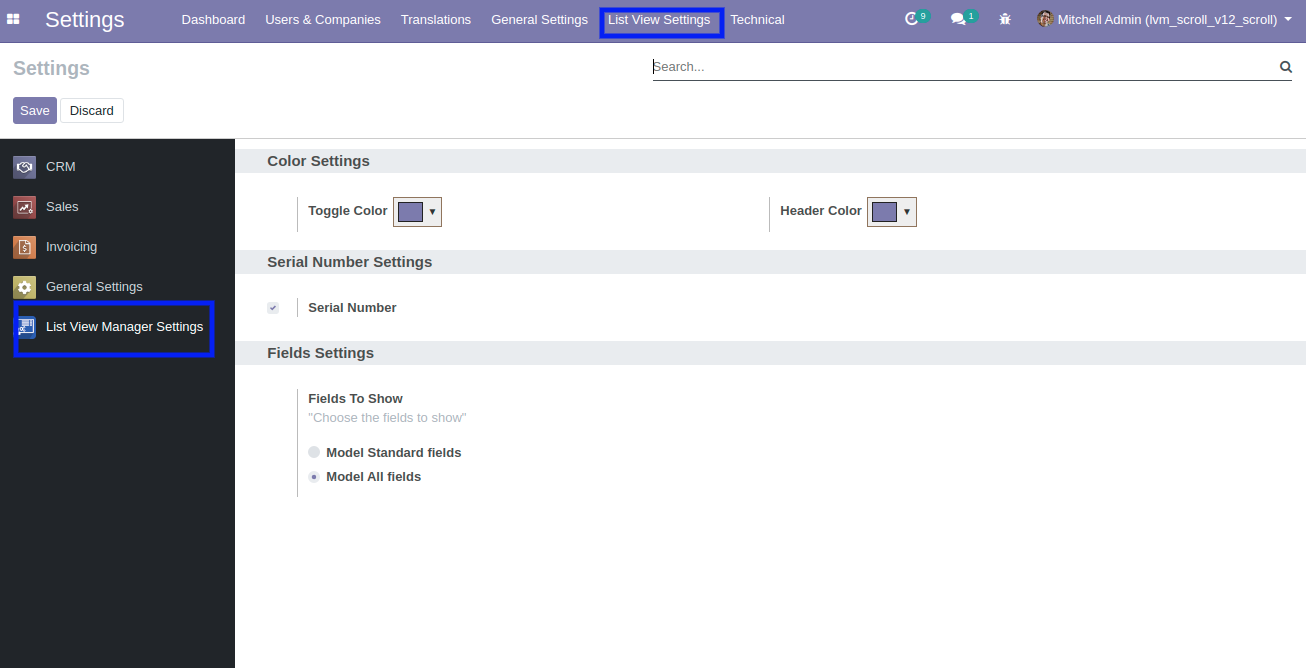 Settings Dashboard Users & Companies Translations General Settings List View Settings Technical 9 1 Mitchell Admin (lvm_scroll_v12_scroll)
Settings Search...
Save Discard
CRM
Sales
Invoicing
General Settings
List View Manager Settings
Color Settings
Toggle Color Header Color
Serial Number Settings
Serial Number
Fields Settings
Fields To Show
"Choose the fields to show"
Model Standard fields
Model All fields